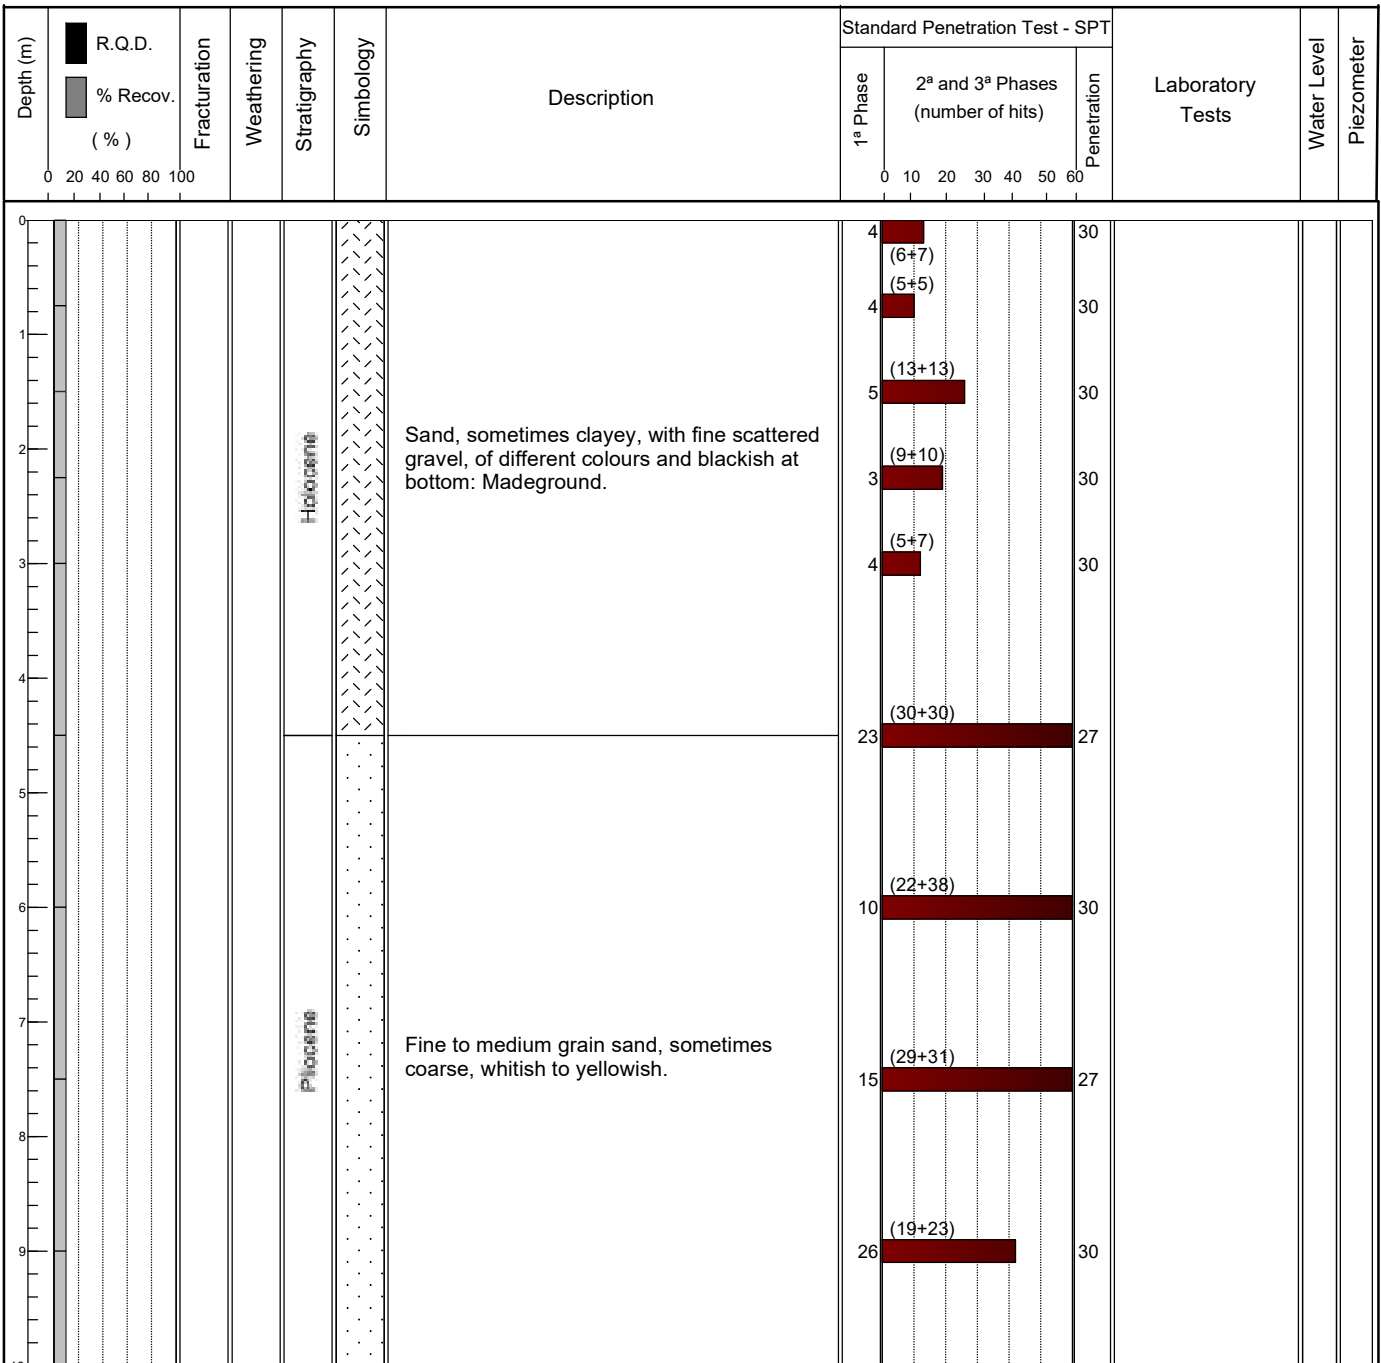 Depth (m)
R.Q.D.
% Recov.
( % )
0 20 40 60 80 100
Fracturation
Weathering
Stratigraphy
Simbology
Description
Standard Penetration Test - SPT
1ª Phase
2ª and 3ª Phases
(number of hits)
0 10 20 30 40 50 60
Penetration
Laboratory
Tests
Water Level
Piezometer
0
4 30
(6+7)
(5+5)
4 30
1
(13+13)
5 30
Holocene
Sand, sometimes clayey, with fine scattered
gravel, of different colours and blackish at
bottom: Madeground.
2
(9+10)
3 30
(5+7)
3
4 30
4
(30+30)
23 27
5
(22+38)
6
10 30
7
Pliocene
Fine to medium grain sand, sometimes
coarse, whitish to yellowish.
(29+31)
15 27
8
(19+23)
9
26 30